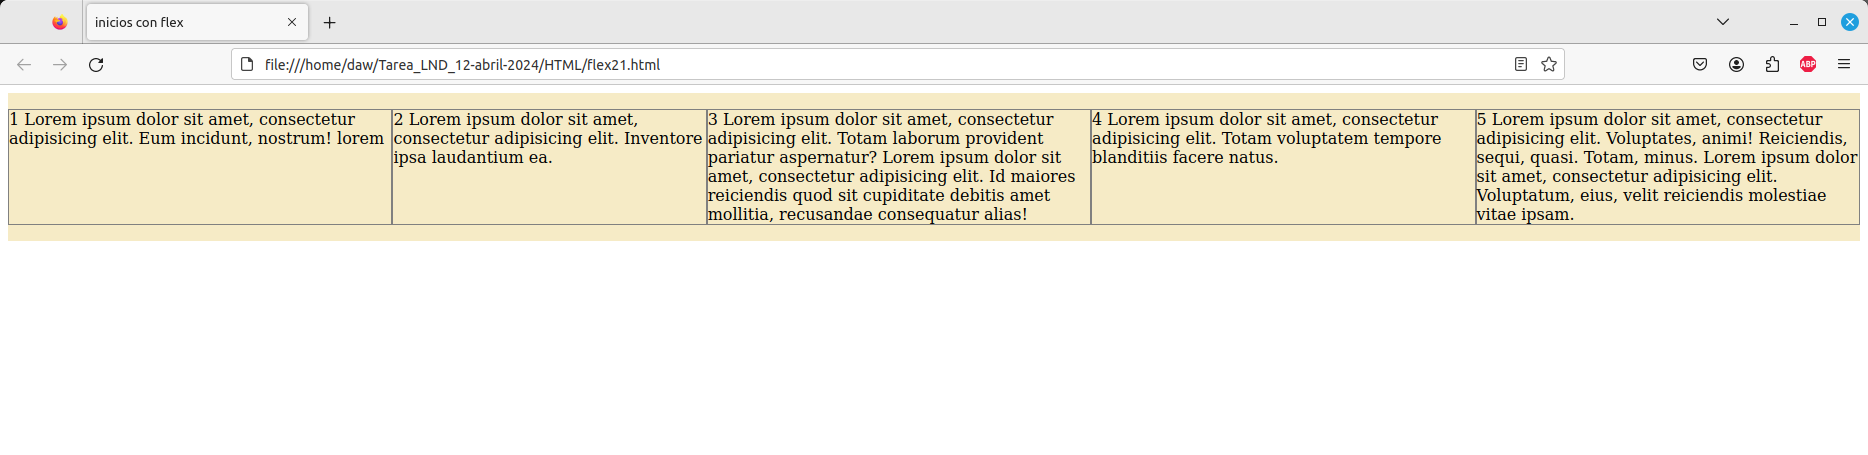 inicios con flex
file:///home/daw/Tarea_LND_12-abril-2024/HTML/flex21.html
ABP
1 Lorem ipsum dolor sit amet, consectetur
adipisicing elit. Eum incidunt, nostrum! lorem
2 Lorem ipsum dolor sit amet,
consectetur adipisicing elit. Inventore
ipsa laudantium ea.
3 Lorem ipsum dolor sit amet, consectetur
adipisicing elit. Totam laborum provident
pariatur aspernatur? Lorem ipsum dolor sit
amet, consectetur adipisicing elit. Id maiores
reiciendis quod sit cupiditate debitis amet
mollitia, recusandae consequatur alias!
4 Lorem ipsum dolor sit amet, consectetur
adipisicing elit. Totam voluptatem tempore
blanditiis facere natus.
5 Lorem ipsum dolor sit amet, consectetur
adipisicing elit. Voluptates, animi! Reiciendis,
sequi, quasi. Totam, minus. Lorem ipsum dolor
sit amet, consectetur adipisicing elit.
Voluptatum, eius, velit reiciendis molestiae
vitae ipsam.